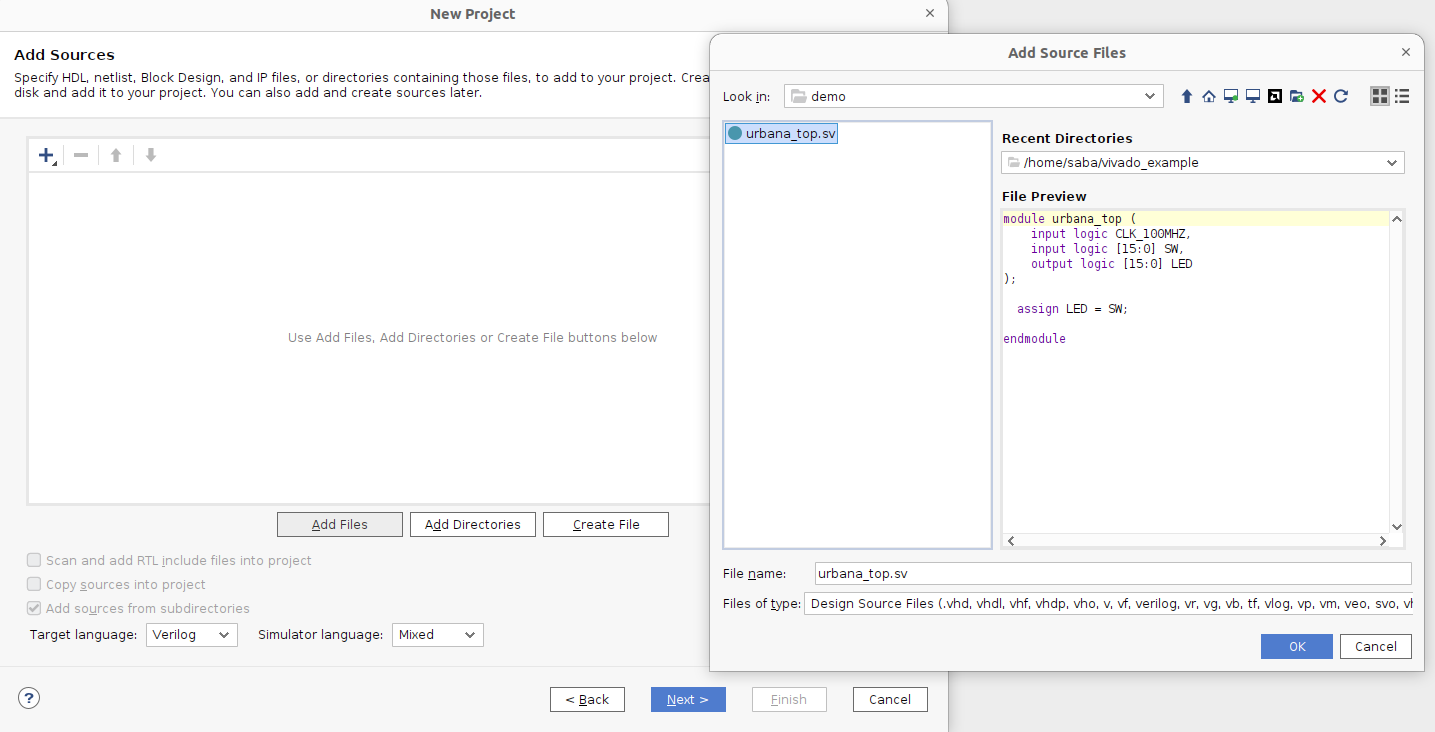 New Project
×
Add Sources
Specify HDL, netlist, Block Design, and IP files, or directories containing those files, to add to your project. Crea
disk and add it to your project. You can also add and create sources later.
Use Add Files, Add Directories or Create File buttons below
Add Files
Add Directories
Create File
Scan and add RTL include files into project
Copy sources into project
Add sources from subdirectories
Target language: Verilog
Simulator language: Mixed
?
< Back
Next >
Finish
Cancel
Add Source Files
×
Look in: demo
urbana_top.sv
Recent Directories
/home/saba/vivado_example
File Preview
module urbana_top (
    input logic CLK_100MHZ,
    input logic [15:0] SW,
    output logic [15:0] LED
);
  assign LED = SW;
endmodule
File name: urbana_top.sv
Files of type: Design Source Files (.vhd, vhdl, vhf, vhdp, vho, v, vf, verilog, vr, vg, vb, tf, vlog, vp, vm, veo, svo, vh
OK
Cancel